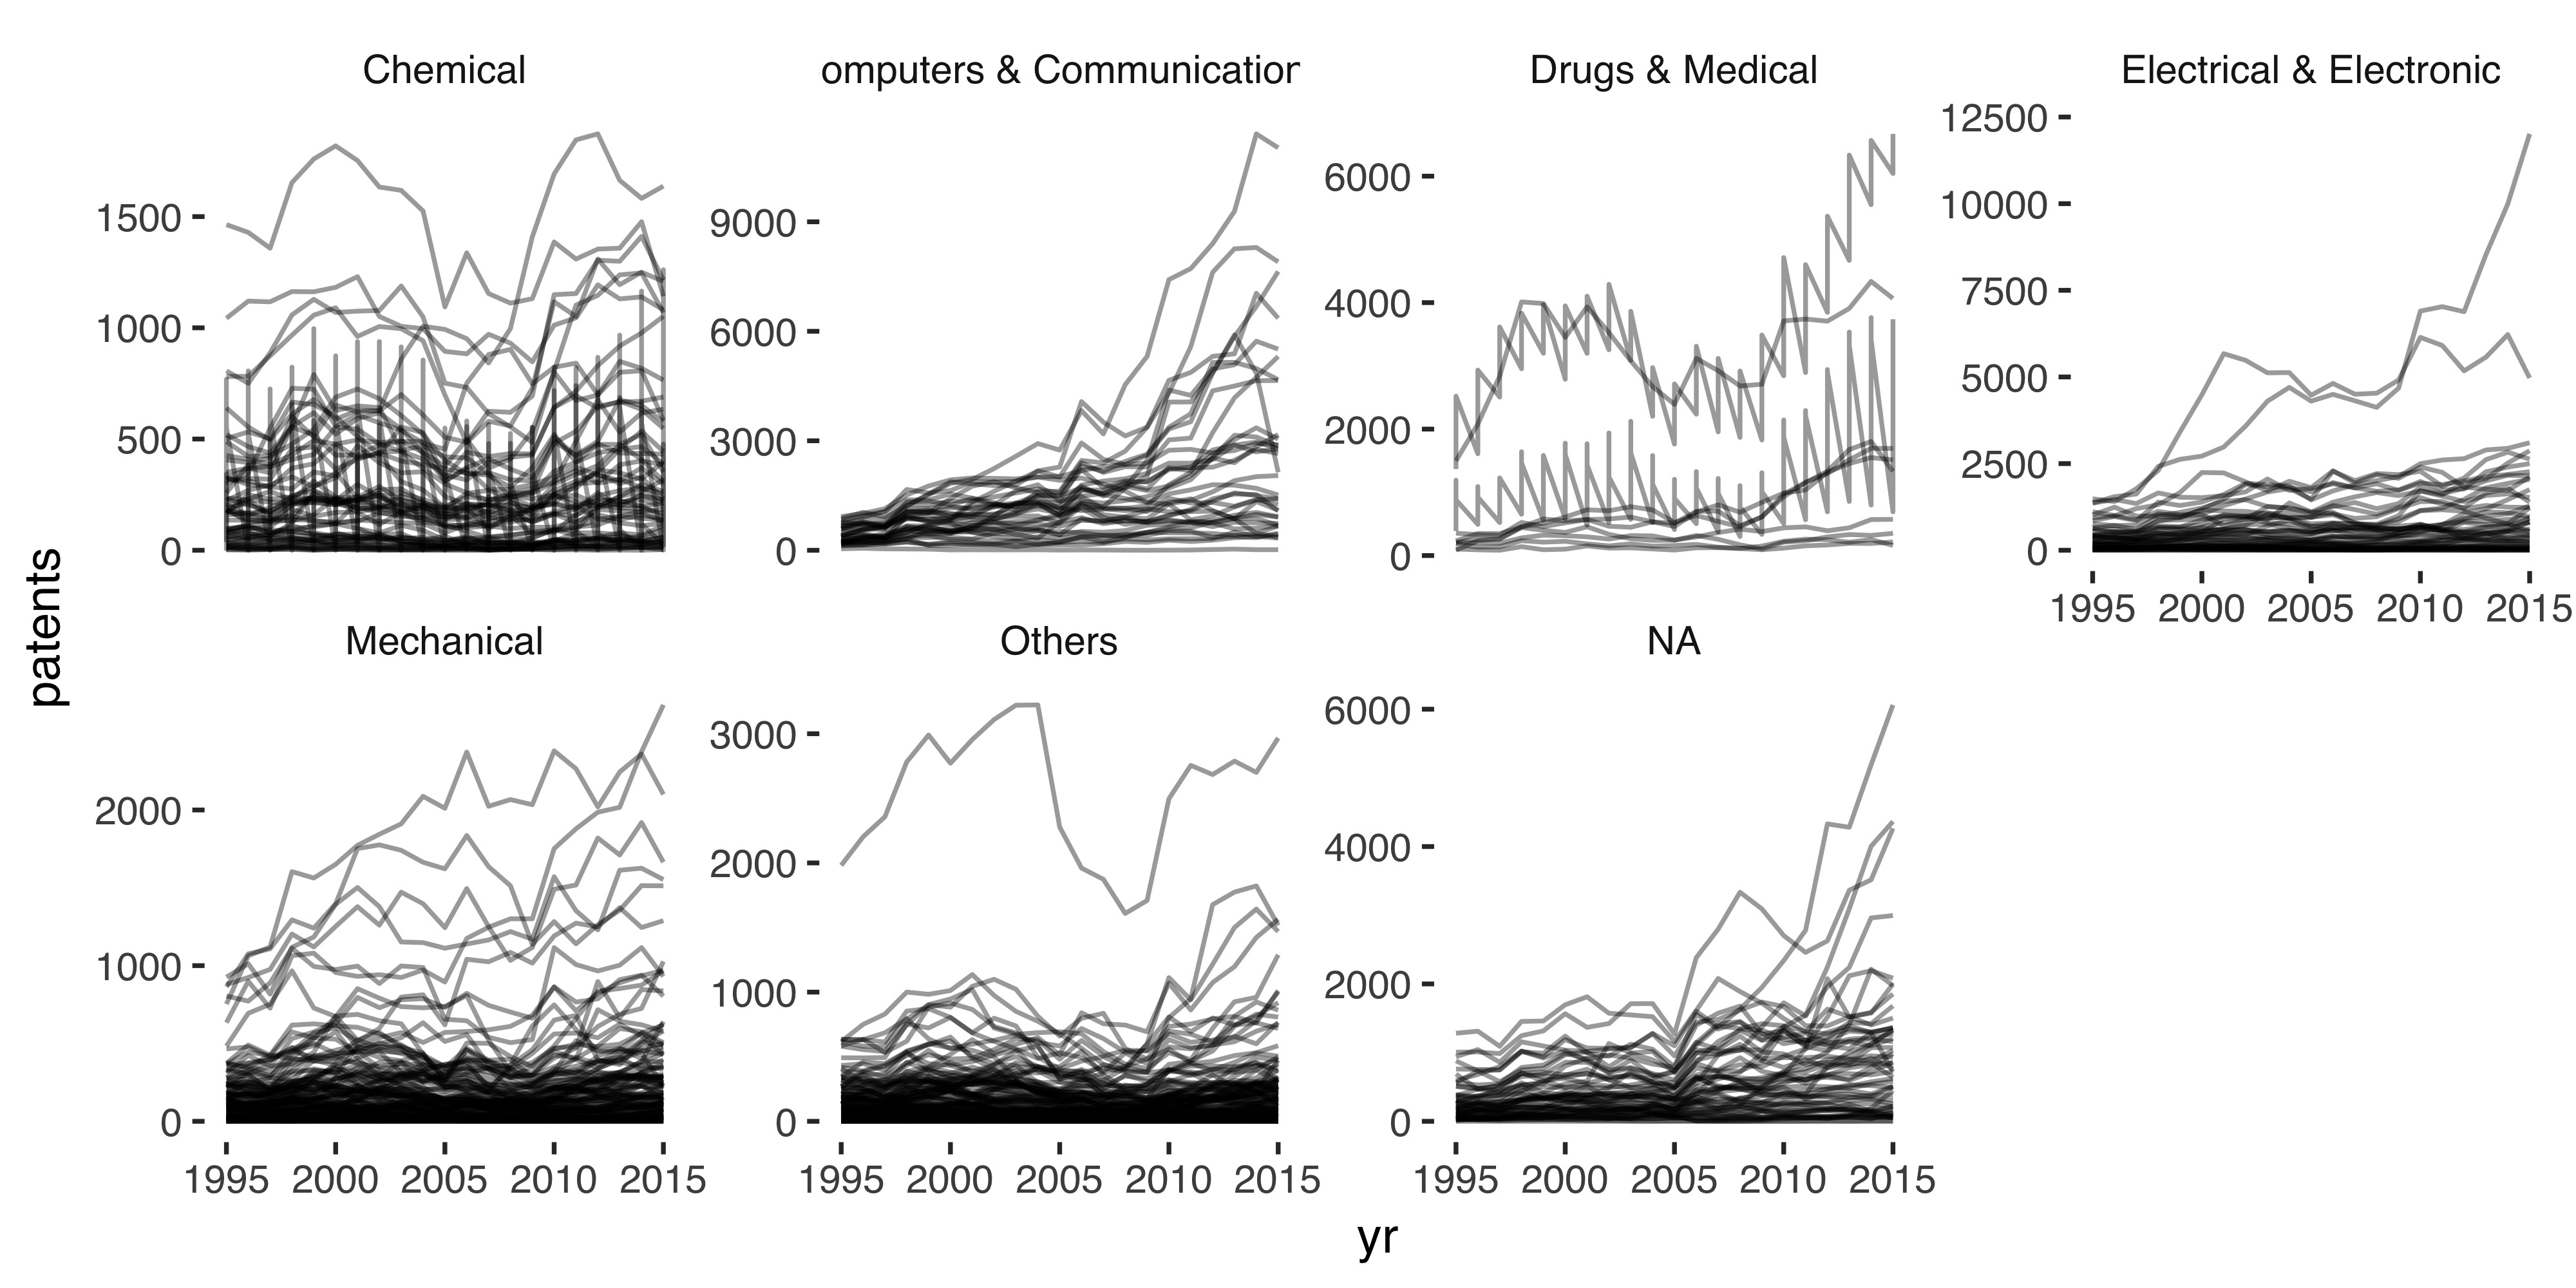 Chemical
omputers & Communication
Drugs & Medical
Electrical & Electronic
1500
1000
500
0
9000
6000
3000
0
6000
4000
2000
0
12500
10000
7500
5000
2500
0
1995 2000 2005 2010 2015
patents
Mechanical
Others
NA
2000
1000
0
3000
2000
1000
0
6000
4000
2000
0
1995 2000 2005 2010 2015
1995 2000 2005 2010 2015
1995 2000 2005 2010 2015
yr